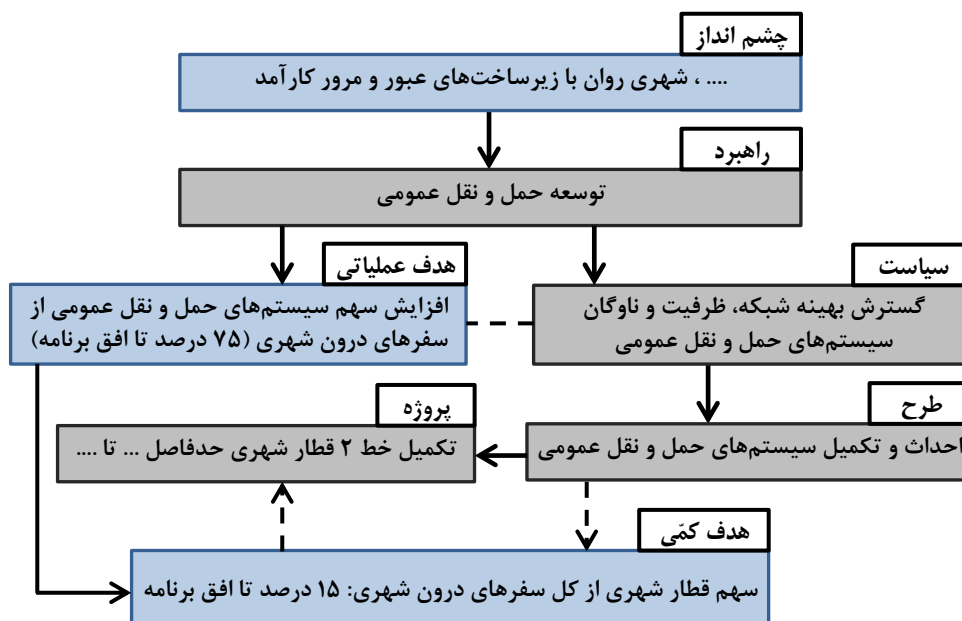 چشم انداز
.... ، شهری روان با زیرساخت‌های عبور و مرور کارآمد
راهبرد
توسعه حمل و نقل عمومی
سیاست
گسترش بهینه شبکه، ظرفیت و ناوگان
سیستم‌های حمل و نقل عمومی
هدف عملیاتی
افزایش سهم سیستم‌های حمل و نقل عمومی از
سفرهای درون شهری (۷۵ درصد تا افق برنامه)
طرح
احداث و تکمیل سیستم‌های حمل و نقل عمومی
پروژه
تکمیل خط ۲ قطار شهری حدفاصل ... تا ....
هدف کمّی
سهم قطار شهری از کل سفرهای درون شهری: ۱۵ درصد تا افق برنامه